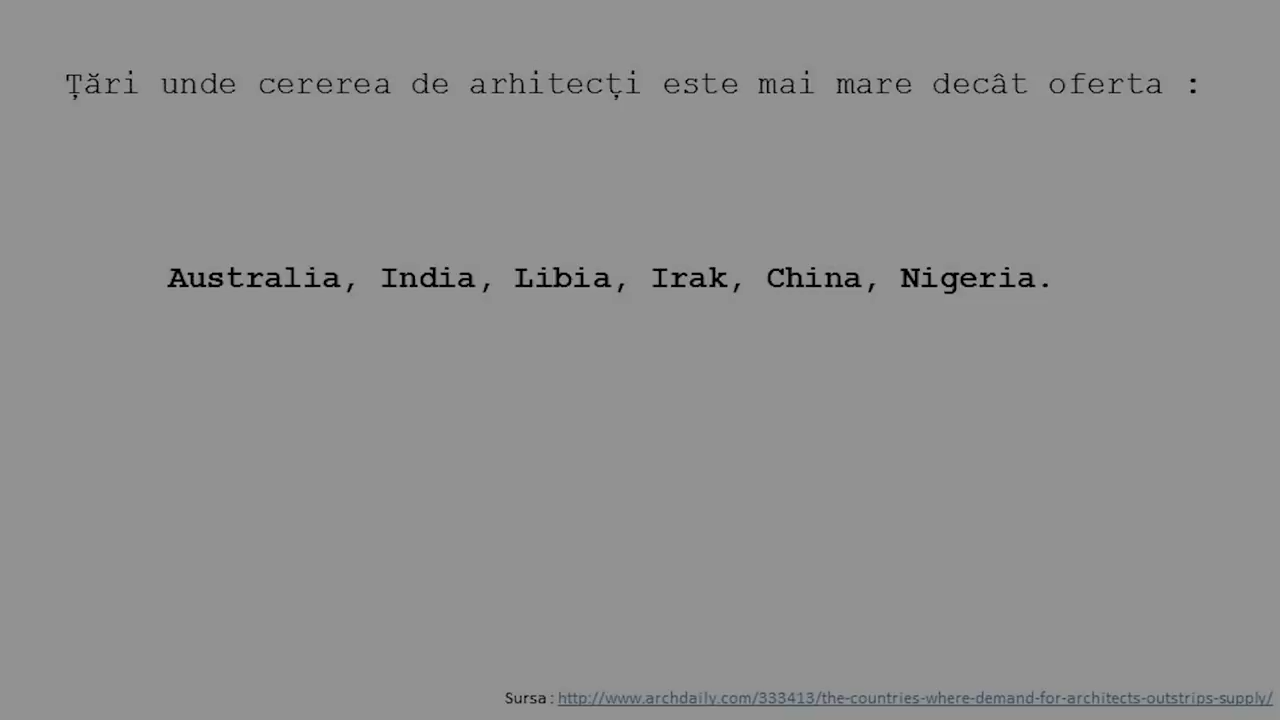 Țări unde cererea de arhitecți este mai mare decât oferta :
Australia, India, Libia, Irak, China, Nigeria.
Sursa : http://www.archdaily.com/333413/the-countries-where-demand-for-architects-outstrips-supply/